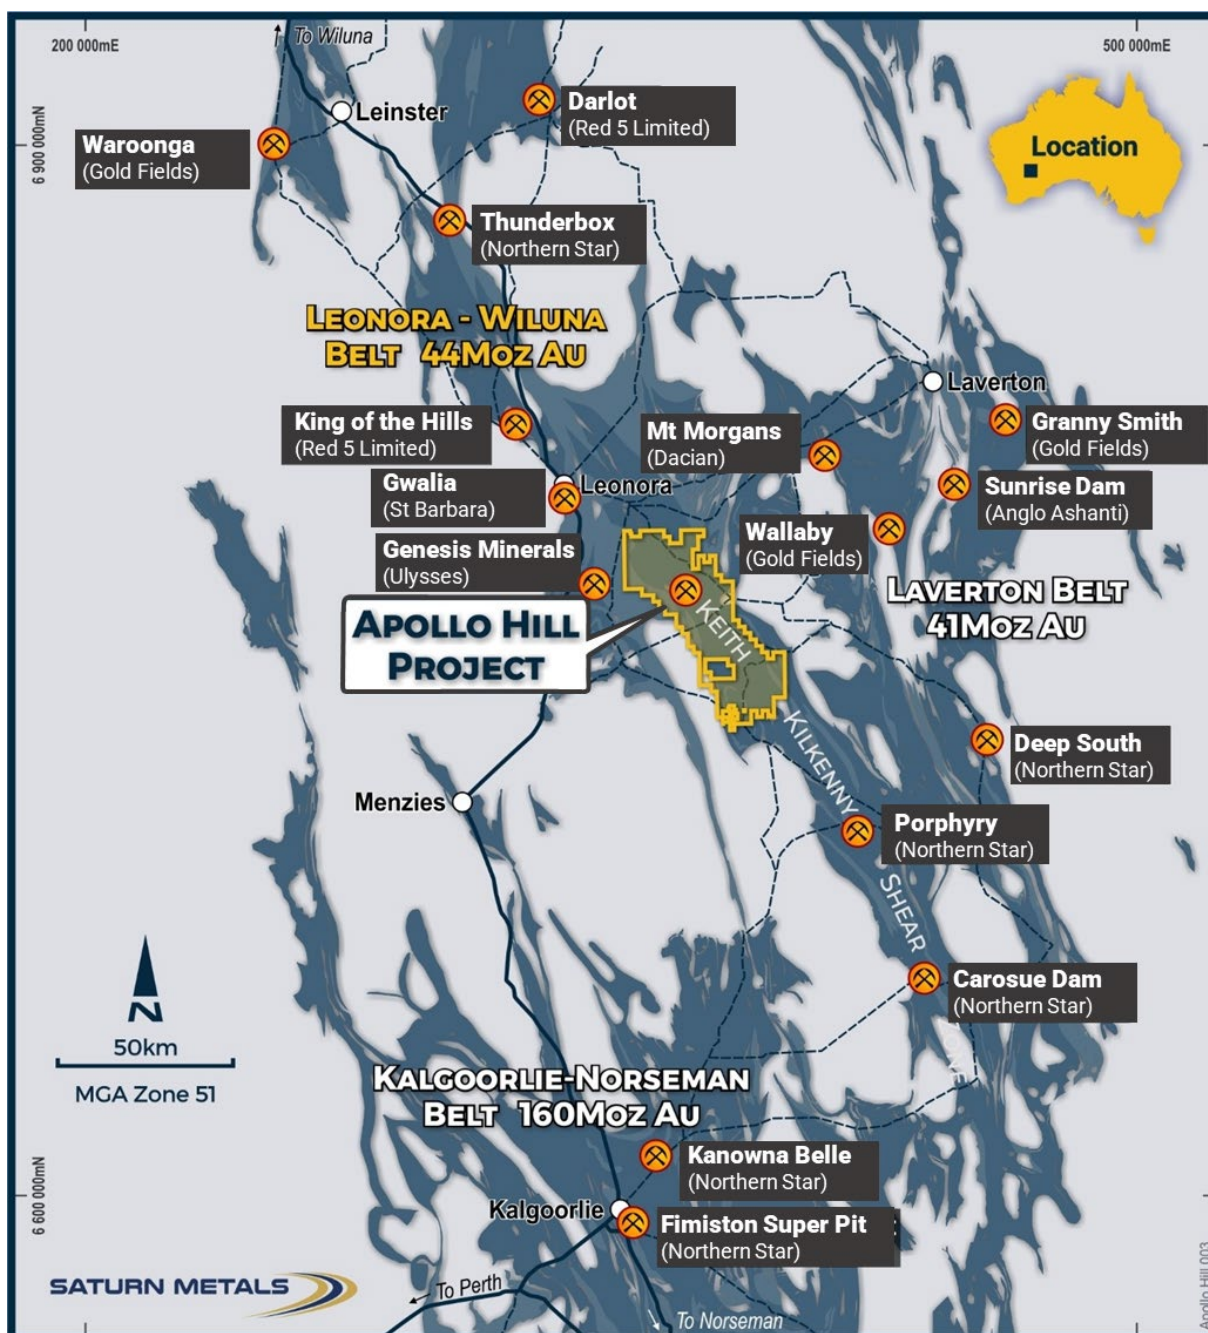 200 000mE
500 000mE
To Wiluna
Leinster
Darlot
(Red 5 Limited)
Waroonga
(Gold Fields)
6 900 000mN
Location
Thunderbox
(Northern Star)
LEONORA - WILUNA
BELT 44MOZ AU
Laverton
King of the Hills
(Red 5 Limited)
Mt Morgans
(Dacian)
Granny Smith
(Gold Fields)
Gwalia
(St Barbara)
Leonora
Sunrise Dam
(Anglo Ashanti)
Genesis Minerals
(Ulysses)
Wallaby
(Gold Fields)
LAVERTON BELT
41MOZ AU
APOLLO HILL
PROJECT
KEITH
KILKENNY
SHEAR
ZONE
Deep South
(Northern Star)
Menzies
Porphyry
(Northern Star)
Carosue Dam
(Northern Star)
N
50km
MGA Zone 51
KALGOORLIE-NORSEMAN
BELT 160MOZ AU
Kanowna Belle
(Northern Star)
6 600 000mN
Kalgoorlie
Fimiston Super Pit
(Northern Star)
SATURN METALS
To Perth
To Norseman
Apollo Hill 003